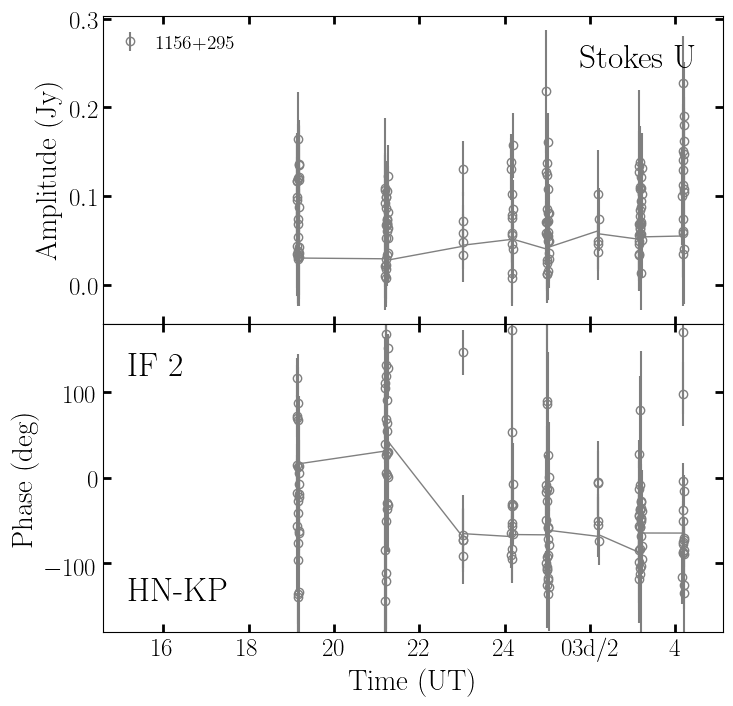 1156+295
Stokes U
0.3
0.2
0.1
0.0
Amplitude (Jy)
IF 2
100
0
−100
Phase (deg)
HN-KP
16 18 20 22 24 03d/2 4
Time (UT)